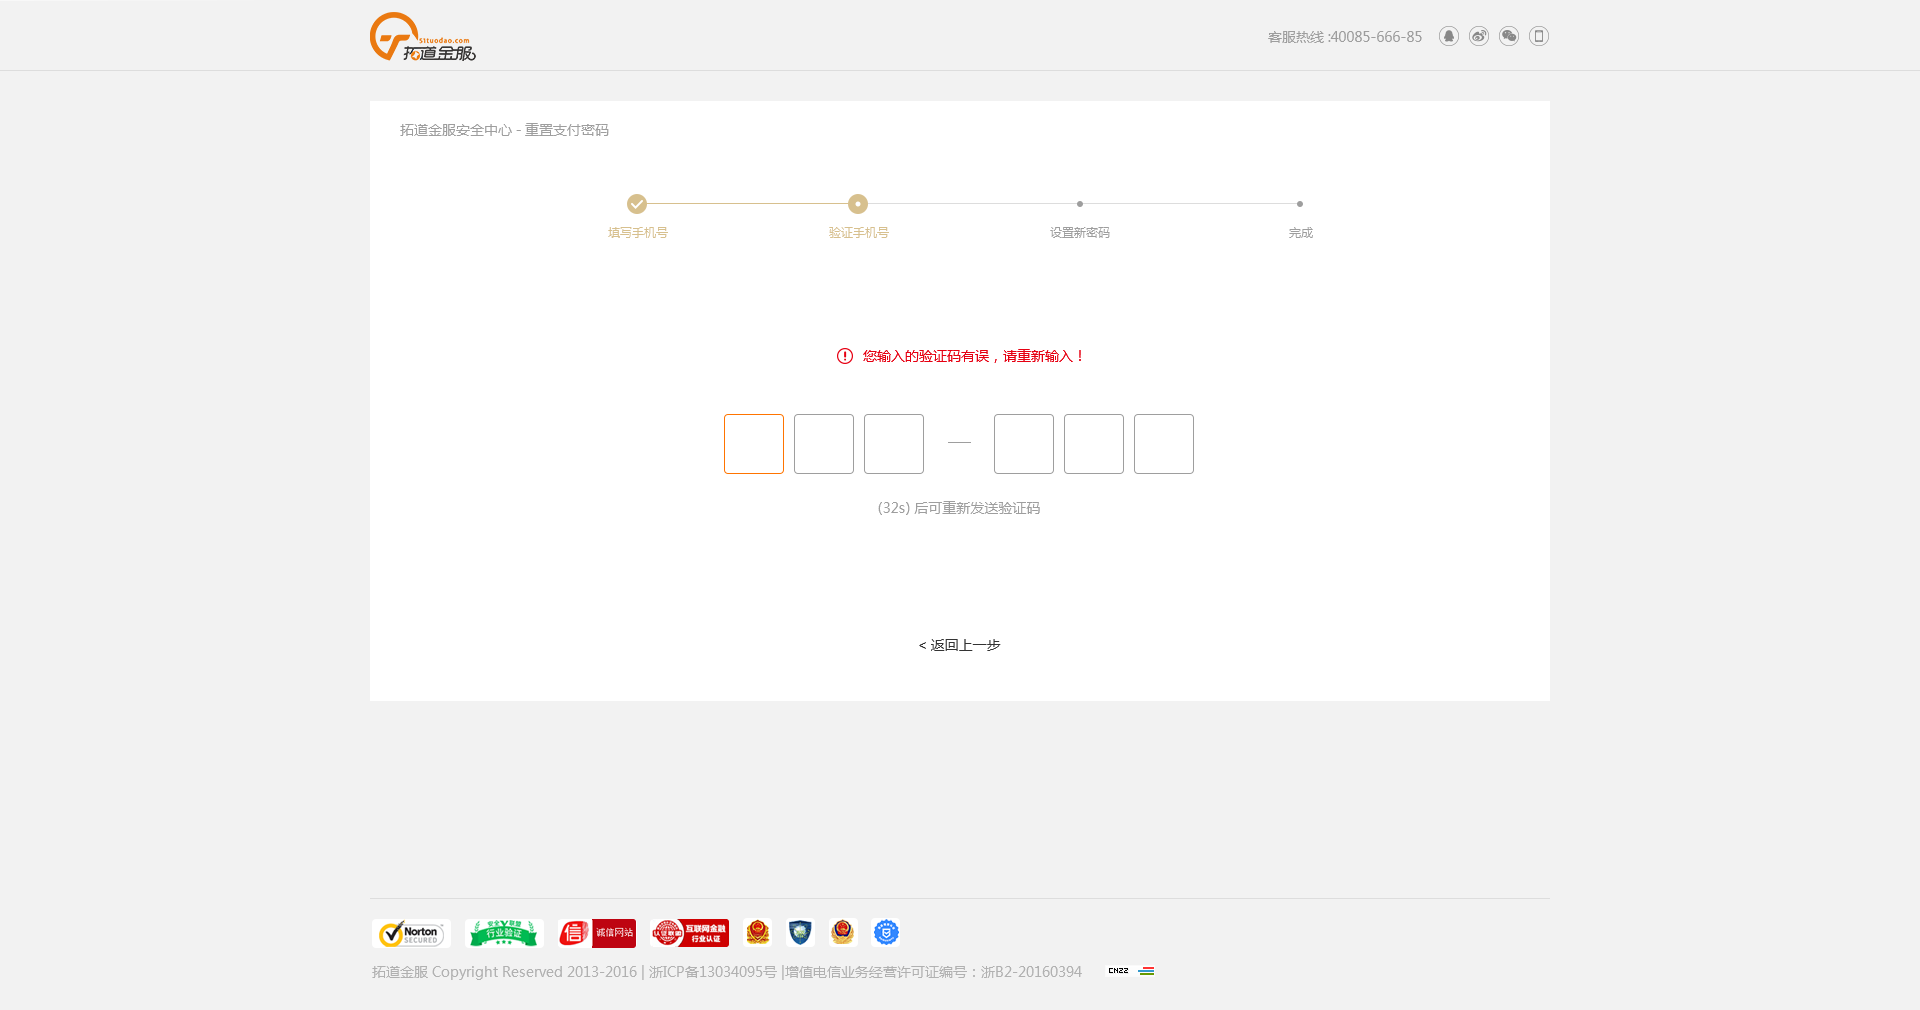 51tuodao.com
拓道金服
客服热线 :40085-666-85
拓道金服安全中心 - 重置支付密码
填写手机号
验证手机号
设置新密码
完成
您输入的验证码有误，请重新输入！
(32s) 后可重新发送验证码
< 返回上一步
Norton
SECURED
安全联盟
行业验证
信 诚信网站
互联网金融
行业认证
拓道金服 Copyright Reserved 2013-2016 | 浙ICP备13034095号 |增值电信业务经营许可证编号：浙B2-20160394
CNZZ